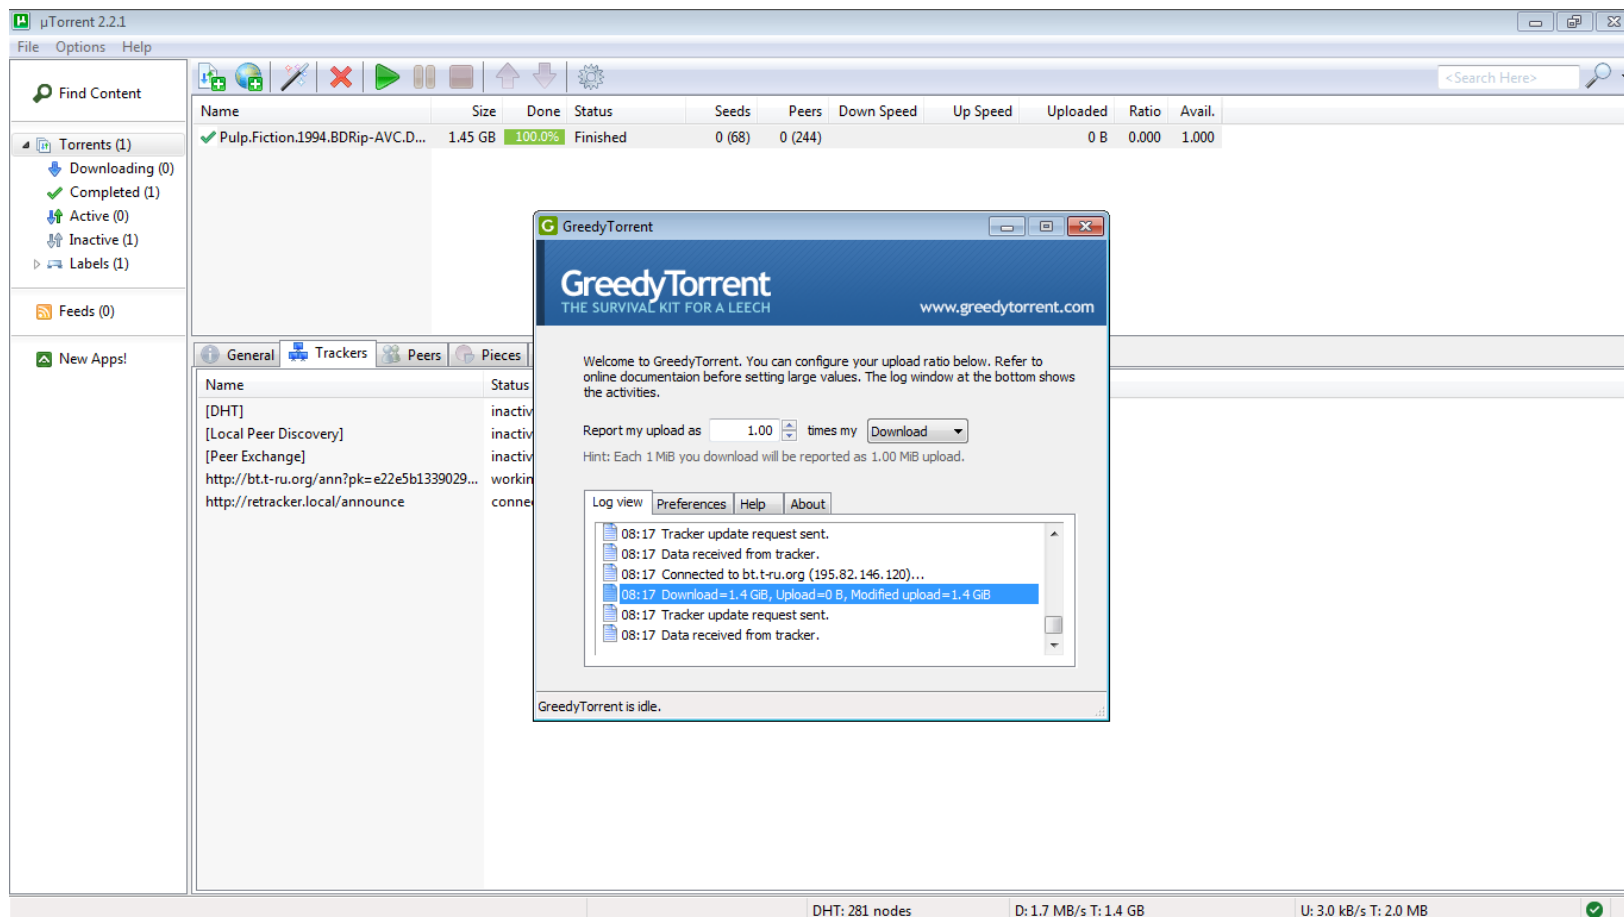 µTorrent 2.2.1
File Options Help
Find Content
<Search Here>
Torrents (1)
Downloading (0)
Completed (1)
Active (0)
Inactive (1)
Labels (1)
Feeds (0)
New Apps!
Name Size Done Status Seeds Peers Down Speed Up Speed Uploaded Ratio Avail.
Pulp.Fiction.1994.BDRip-AVC.D... 1.45 GB 100.0% Finished 0 (68) 0 (244) 0 B 0.000 1.000
General Trackers Peers Pieces
Name Status
[DHT] inactiv
[Local Peer Discovery] inactiv
[Peer Exchange] inactiv
http://bt.t-ru.org/ann?pk=e22e5b1339029... workin
http://retracker.local/announce conne
G GreedyTorrent
GreedyTorrent
THE SURVIVAL KIT FOR A LEECH
www.greedytorrent.com
Welcome to GreedyTorrent. You can configure your upload ratio below. Refer to
online documentaion before setting large values. The log window at the bottom shows
the activities.
Report my upload as 1.00 times my Download
Hint: Each 1 MiB you download will be reported as 1.00 MiB upload.
Log view Preferences Help About
08:17 Tracker update request sent.
08:17 Data received from tracker.
08:17 Connected to bt.t-ru.org (195.82.146.120)...
08:17 Download=1.4 GiB, Upload=0 B, Modified upload=1.4 GiB
08:17 Tracker update request sent.
08:17 Data received from tracker.
GreedyTorrent is idle.
DHT: 281 nodes D: 1.7 MB/s T: 1.4 GB U: 3.0 kB/s T: 2.0 MB